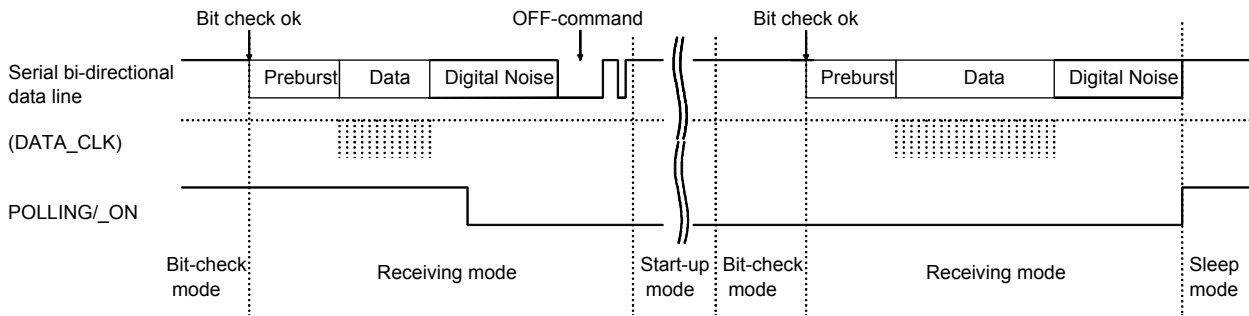 Bit check ok
OFF-command
Bit check ok
Serial bi-directional
data line
Preburst
Data
Digital Noise
Preburst
Data
Digital Noise
(DATA_CLK)
POLLING/_ON
Bit-check
mode
Receiving mode
Start-up
mode
Bit-check
mode
Receiving mode
Sleep
mode